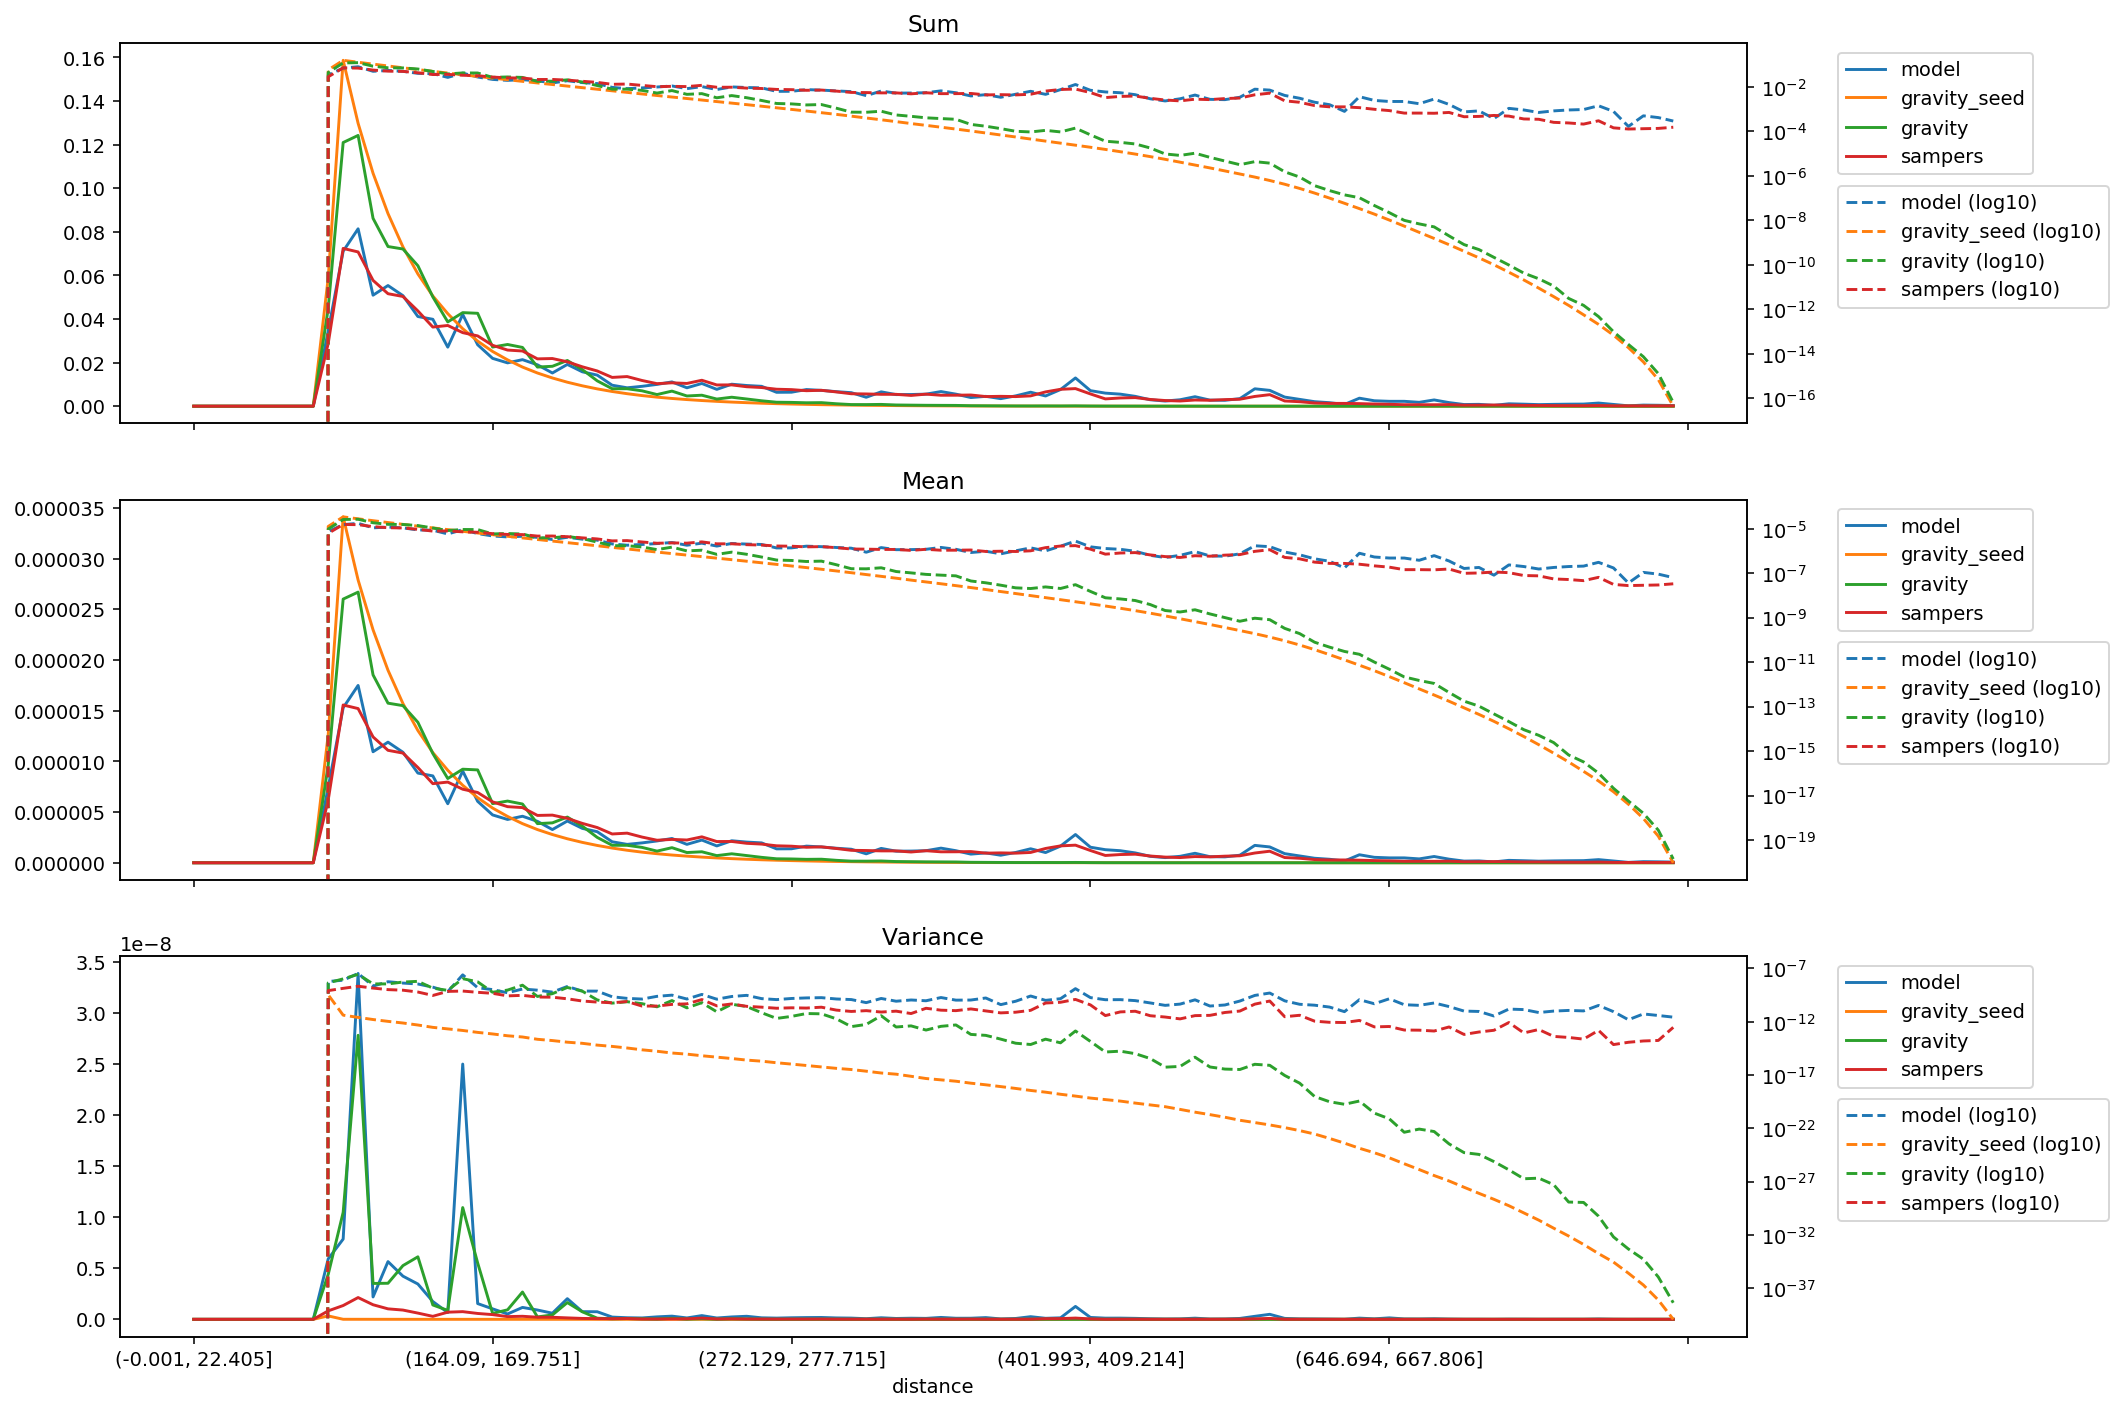 Sum
0.16
0.14
0.12
0.10
0.08
0.06
0.04
0.02
0.00
10⁻²
10⁻⁴
10⁻⁶
10⁻⁸
10⁻¹⁰
10⁻¹²
10⁻¹⁴
10⁻¹⁶
model
gravity_seed
gravity
sampers
model (log10)
gravity_seed (log10)
gravity (log10)
sampers (log10)
Mean
0.000035
0.000030
0.000025
0.000020
0.000015
0.000010
0.000005
0.000000
10⁻⁵
10⁻⁷
10⁻⁹
10⁻¹¹
10⁻¹³
10⁻¹⁵
10⁻¹⁷
10⁻¹⁹
model
gravity_seed
gravity
sampers
model (log10)
gravity_seed (log10)
gravity (log10)
sampers (log10)
Variance
1e−8
3.5
3.0
2.5
2.0
1.5
1.0
0.5
0.0
10⁻⁷
10⁻¹²
10⁻¹⁷
10⁻²²
10⁻²⁷
10⁻³²
10⁻³⁷
model
gravity_seed
gravity
sampers
model (log10)
gravity_seed (log10)
gravity (log10)
sampers (log10)
(-0.001, 22.405] (164.09, 169.751] (272.129, 277.715] (401.993, 409.214] (646.694, 667.806]
distance